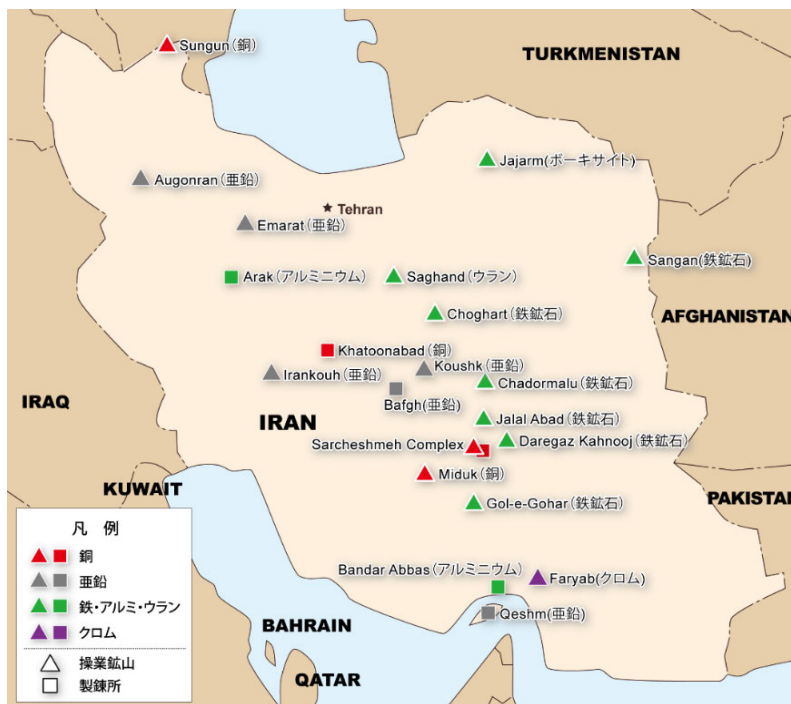 Sungun(銅)
TURKMENISTAN
Jajarm(ボーキサイト)
Augonran(亜鉛)
Tehran
Emarat(亜鉛)
Sangan(鉄鉱石)
Arak(アルミニウム)
Saghand(ウラン)
Choghart(鉄鉱石)
AFGHANISTAN
Khatoonabad(銅)
Koushk(亜鉛)
Irankouh(亜鉛)
Chadormalu(鉄鉱石)
IRAQ
Bafgh(亜鉛)
IRAN
Jalal Abad(鉄鉱石)
Sarcheshmeh Complex
Daregaz Kahnooj(鉄鉱石)
Miduk(銅)
KUWAIT
PAKISTAN
Gol-e-Gohar(鉄鉱石)
凡 例
銅
亜鉛
鉄・アルミ・ウラン
クロム
操業鉱山
製錬所
Bandar Abbas(アルミニウム)
Faryab(クロム)
Qeshm(亜鉛)
BAHRAIN
QATAR